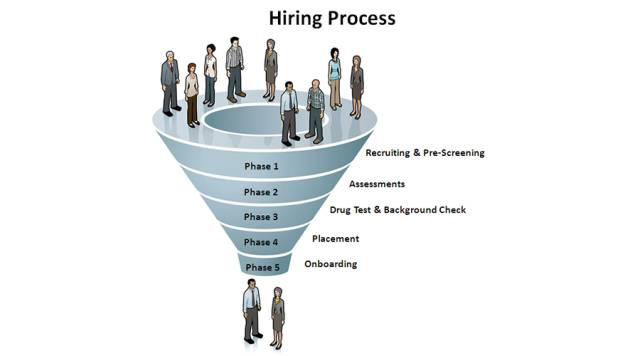 Hiring Process
Recruiting & Pre-Screening
Phase 1
Assessments
Phase 2
Drug Test & Background Check
Phase 3
Placement
Phase 4
Onboarding
Phase 5